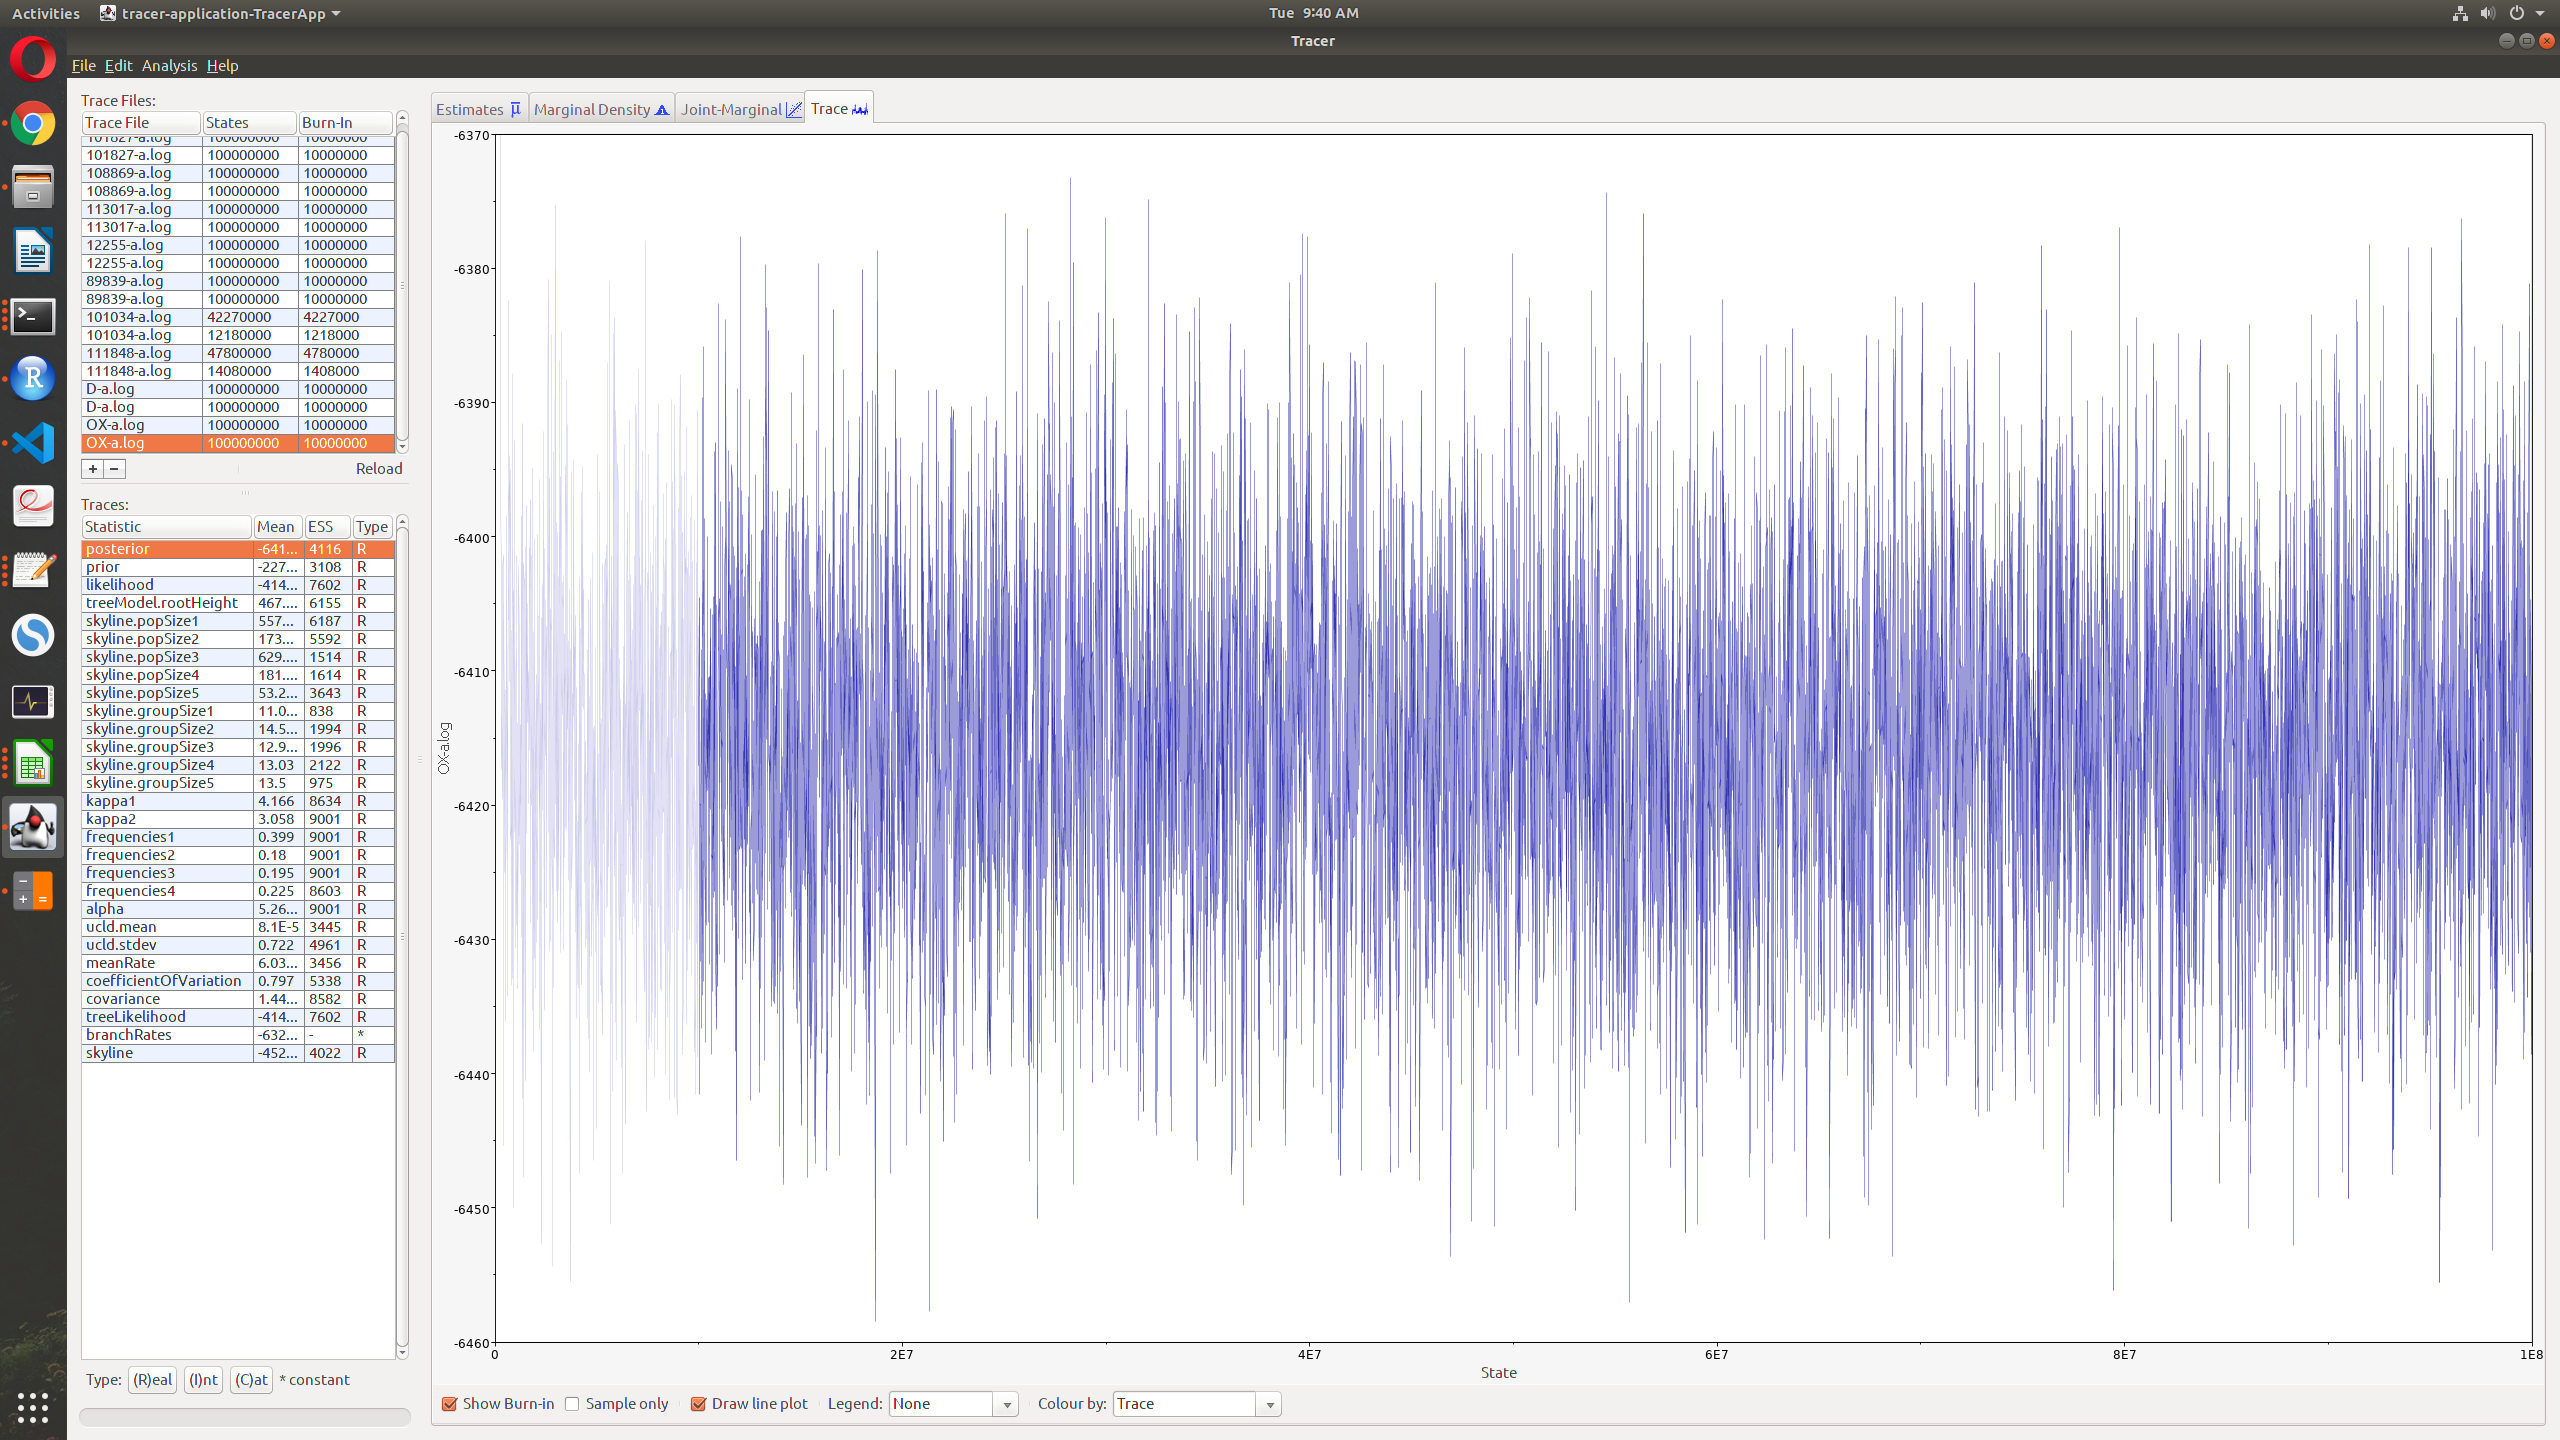 Activities tracer-application-TracerApp Tue 9:40 AM
Tracer
File Edit Analysis Help
Trace Files:
Trace File States Burn-In
101827-a.log 100000000 10000000
101827-a.log 100000000 10000000
108869-a.log 100000000 10000000
108869-a.log 100000000 10000000
113017-a.log 100000000 10000000
113017-a.log 100000000 10000000
12255-a.log 100000000 10000000
12255-a.log 100000000 10000000
89839-a.log 100000000 10000000
89839-a.log 100000000 10000000
101034-a.log 42270000 4227000
101034-a.log 12180000 1218000
111848-a.log 47800000 4780000
111848-a.log 14080000 1408000
D-a.log 100000000 10000000
D-a.log 100000000 10000000
OX-a.log 100000000 10000000
OX-a.log 100000000 10000000
+ − Reload
Traces:
Statistic Mean ESS Type
posterior -641... 4116 R
prior -227... 3108 R
likelihood -414... 7602 R
treeModel.rootHeight 467.... 6155 R
skyline.popSize1 557... 6187 R
skyline.popSize2 173... 5592 R
skyline.popSize3 629.... 1514 R
skyline.popSize4 181.... 1614 R
skyline.popSize5 53.2... 3643 R
skyline.groupSize1 11.0... 838 R
skyline.groupSize2 14.5... 1994 R
skyline.groupSize3 12.9... 1996 R
skyline.groupSize4 13.03 2122 R
skyline.groupSize5 13.5 975 R
kappa1 4.166 8634 R
kappa2 3.058 9001 R
frequencies1 0.399 9001 R
frequencies2 0.18 9001 R
frequencies3 0.195 9001 R
frequencies4 0.225 8603 R
alpha 5.26... 9001 R
ucld.mean 8.1E-5 3445 R
ucld.stdev 0.722 4961 R
meanRate 6.03... 3456 R
coefficientOfVariation 0.797 5338 R
covariance 1.44... 8582 R
treeLikelihood -414... 7602 R
branchRates -632... - *
skyline -452... 4022 R
Type: (R)eal (I)nt (C)at * constant
Estimates Marginal Density Joint-Marginal Trace
-6370
-6380
-6390
-6400
-6410
-6420
-6430
-6440
-6450
-6460
OX-a.log
0 2E7 4E7 6E7 8E7 1E8
State
Show Burn-in Sample only Draw line plot Legend: None Colour by: Trace